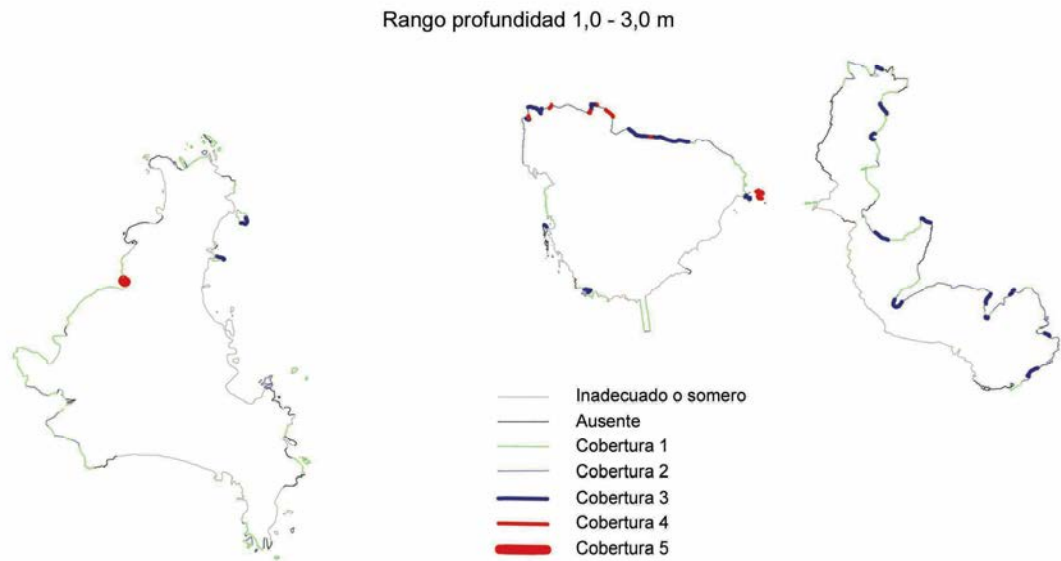 Rango profundidad 1,0 - 3,0 m
Inadecuado o somero
Ausente
Cobertura 1
Cobertura 2
Cobertura 3
Cobertura 4
Cobertura 5